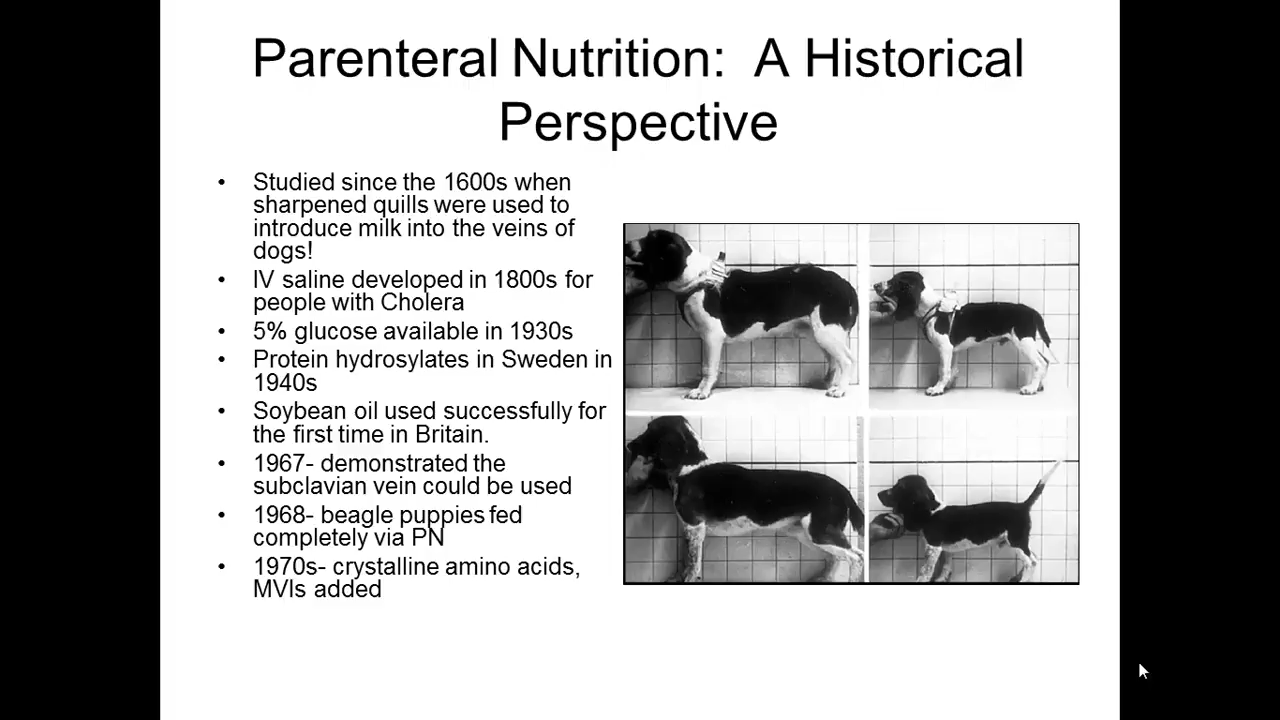 Parenteral Nutrition: A Historical
Perspective
• Studied since the 1600s when
sharpened quills were used to
introduce milk into the veins of
dogs!
• IV saline developed in 1800s for
people with Cholera
• 5% glucose available in 1930s
• Protein hydrosylates in Sweden in
1940s
• Soybean oil used successfully for
the first time in Britain.
• 1967- demonstrated the
subclavian vein could be used
• 1968- beagle puppies fed
completely via PN
• 1970s- crystalline amino acids,
MVIs added